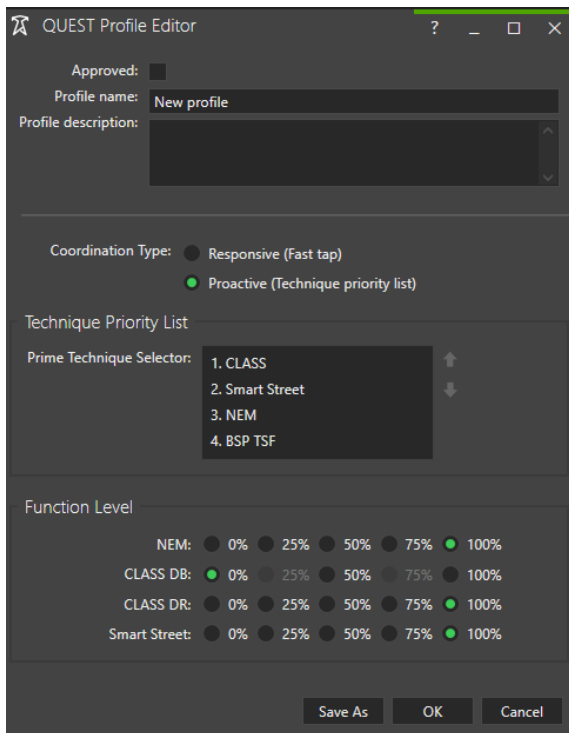 QUEST Profile Editor ?
Approved:
Profile name: New profile
Profile description:
Coordination Type: Responsive (Fast tap)
Proactive (Technique priority list)
Technique Priority List
Prime Technique Selector: 1. CLASS
2. Smart Street
3. NEM
4. BSP TSF
Function Level
NEM: 0% 25% 50% 75% 100%
CLASS DB: 0% 25% 50% 75% 100%
CLASS DR: 0% 25% 50% 75% 100%
Smart Street: 0% 25% 50% 75% 100%
Save As OK Cancel